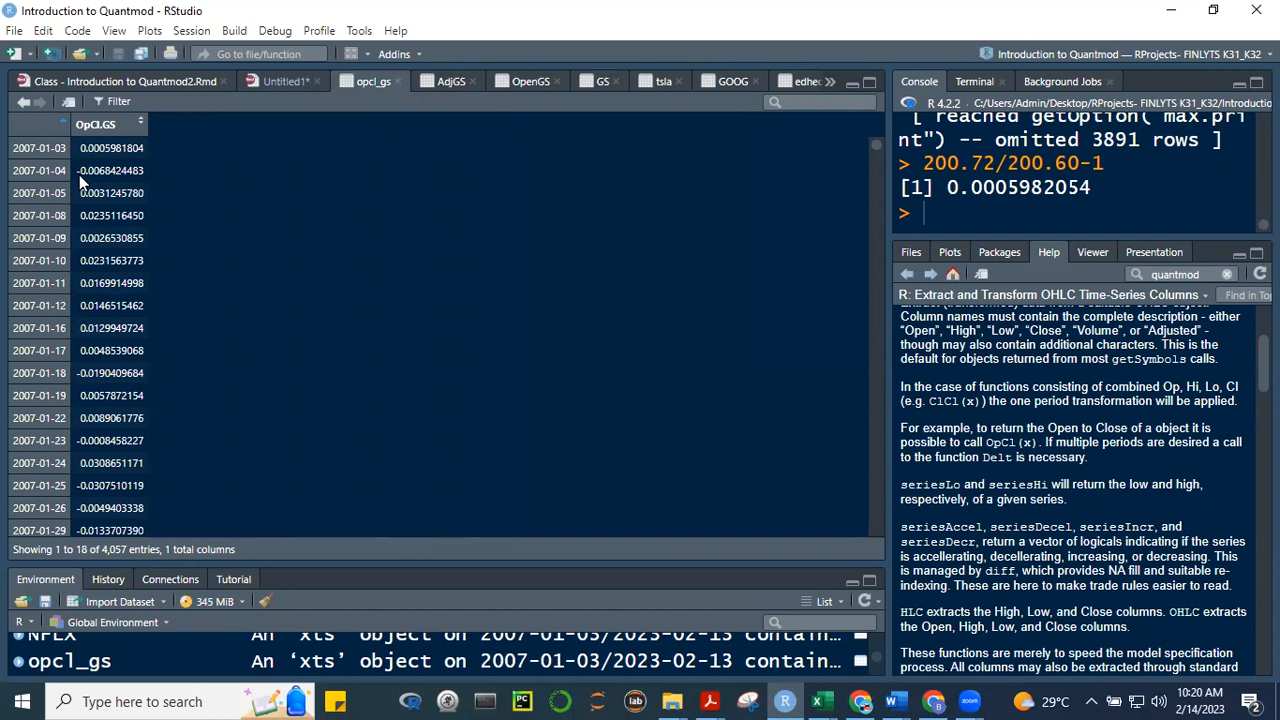 Introduction to Quantmod - RStudio
File Edit Code View Plots Session Build Debug Profile Tools Help
Go to file/function Addins Introduction to Quantmod — RProjects- FINLYTS K31_K32
Class - Introduction to Quantmod2.Rmd Untitled1* opcl_gs AdjGS OpenGS GS tsla GOOG edhec
Filter
OpCl.GS
2007-01-03 0.0005981804
2007-01-04 -0.0068424483
2007-01-05 0.0031245780
2007-01-08 0.0235116450
2007-01-09 0.0026530855
2007-01-10 0.0231563773
2007-01-11 0.0169914998
2007-01-12 0.0146515462
2007-01-16 0.0129949724
2007-01-17 0.0048539068
2007-01-18 -0.0190409684
2007-01-19 0.0057872154
2007-01-22 0.0089061776
2007-01-23 -0.0008458227
2007-01-24 0.0308651171
2007-01-25 -0.0307510119
2007-01-26 -0.0049403338
2007-01-29 -0.0133707390
Showing 1 to 18 of 4,057 entries, 1 total columns
Environment History Connections Tutorial
Import Dataset 345 MiB List
R Global Environment
NFLX An ‘xts’ object on 2007-01-03/2023-02-13 contain…
opcl_gs An ‘xts’ object on 2007-01-03/2023-02-13 contain…
Console Terminal Background Jobs
R 4.2.2 · C:/Users/Admin/Desktop/RProjects- FINLYTS K31_K32/Introduction
[ reached getOption("max.pri
nt") -- omitted 3891 rows ]
> 200.72/200.60-1
[1] 0.0005982054
>
Files Plots Packages Help Viewer Presentation
quantmod
R: Extract and Transform OHLC Time-Series Columns Find in Top
Column names must contain the complete description - either
“Open”, “High”, “Low”, “Close”, “Volume”, or “Adjusted” -
though may also contain additional characters. This is the
default for objects returned from most getSymbols calls.
In the case of functions consisting of combined Op, Hi, Lo, Cl
(e.g. ClCl(x)) the one period transformation will be applied.
For example, to return the Open to Close of a object it is
possible to call OpCl(x). If multiple periods are desired a call
to the function Delt is necessary.
seriesLo and seriesHi will return the low and high,
respectively, of a given series.
seriesAccel, seriesDecel, seriesIncr, and
seriesDecr, return a vector of logicals indicating if the series
is accellerating, decellerating, increasing, or decreasing. This
is managed by diff, which provides NA fill and suitable re-
indexing. These are here to make trade rules easier to read.
HLC extracts the High, Low, and Close columns. OHLC extracts
the Open, High, Low, and Close columns.
These functions are merely to speed the model specification
process. All columns may also be extracted through standard
Type here to search
29°C
10:20 AM
2/14/2023
2